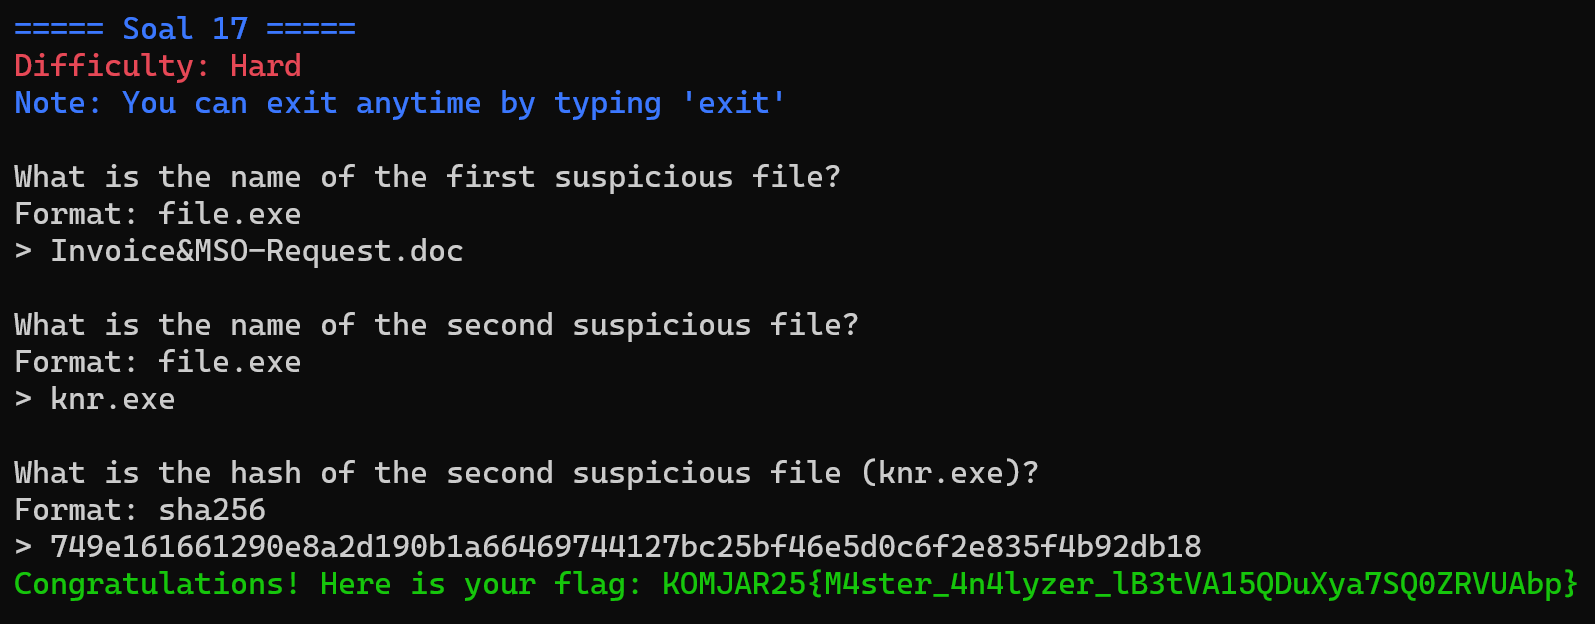 ===== Soal 17 =====
Difficulty: Hard
Note: You can exit anytime by typing 'exit'
What is the name of the first suspicious file?
Format: file.exe
> Invoice&MSO-Request.doc
What is the name of the second suspicious file?
Format: file.exe
> knr.exe
What is the hash of the second suspicious file (knr.exe)?
Format: sha256
> 749e161661290e8a2d190b1a66469744127bc25bf46e5d0c6f2e835f4b92db18
Congratulations! Here is your flag: KOMJAR25{M4ster_4n4lyzer_lB3tVA15QDuXya7SQ0ZRVUAbp}